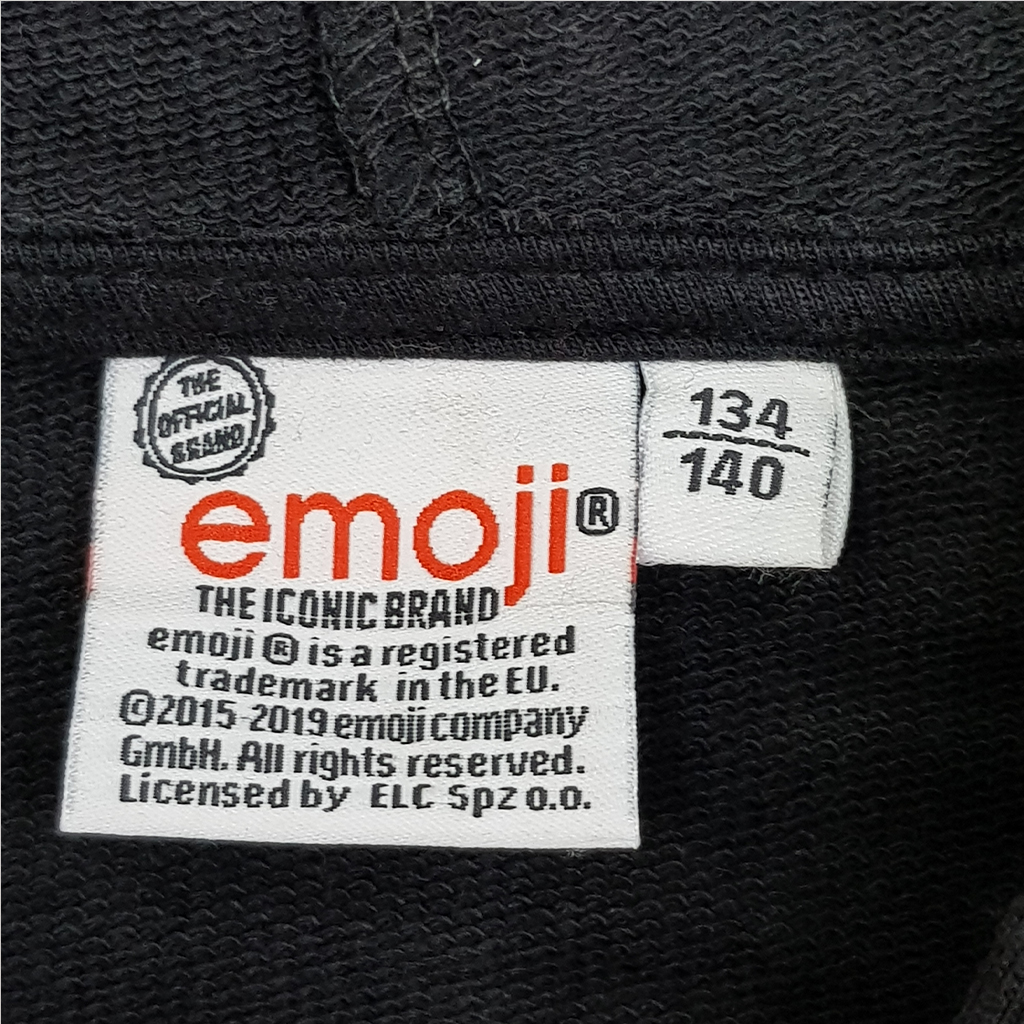 THE
OFFICIAL
BRAND
emoji®
THE ICONIC BRAND
emoji ® is a registered
trademark in the EU.
©2015-2019 emoji company
GmbH. All rights reserved.
Licensed by ELC Spz o.o.
134
140